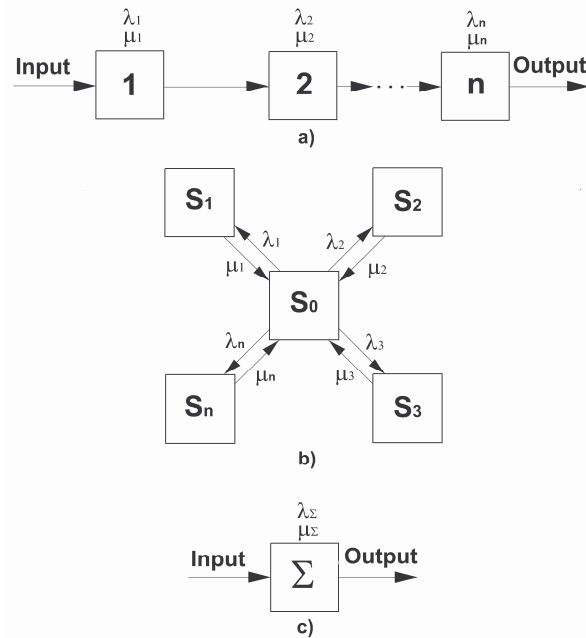 λ1 λ2 λn
μ1 μ2 μn
Input 1 2 ... n Output
a)
S1 S2
λ1 λ2
μ1 μ2
S0
λn λ3
μn μ3
Sn S3
b)
λΣ
μΣ
Input Σ Output
c)